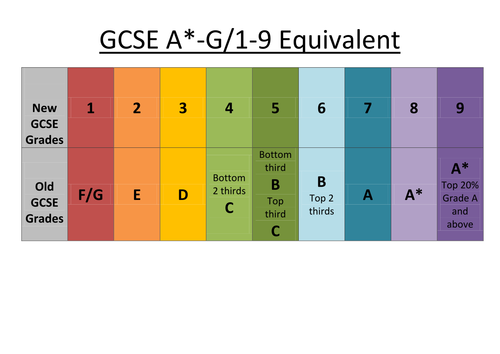 GCSE A*-G/1-9 Equivalent
New
GCSE
Grades
1
2
3
4
5
6
7
8
9
Old
GCSE
Grades
F/G
E
D
Bottom
2 thirds
C
Bottom
third
B
Top
third
C
B
Top 2
thirds
A
A*
A*
Top 20%
Grade A
and
above